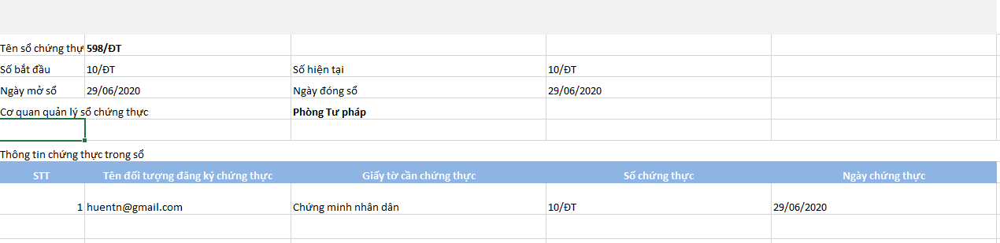 Tên sổ chứng thự 598/ĐT
Số bắt đầu 10/ĐT Số hiện tại 10/ĐT
Ngày mở sổ 29/06/2020 Ngày đóng sổ 29/06/2020
Cơ quan quản lý sổ chứng thực Phòng Tư pháp
Thông tin chứng thực trong sổ
STT Tên đối tượng đăng ký chứng thực Giấy tờ cần chứng thực Số chứng thực Ngày chứng thực
1 huentn@gmail.com Chứng minh nhân dân 10/ĐT 29/06/2020